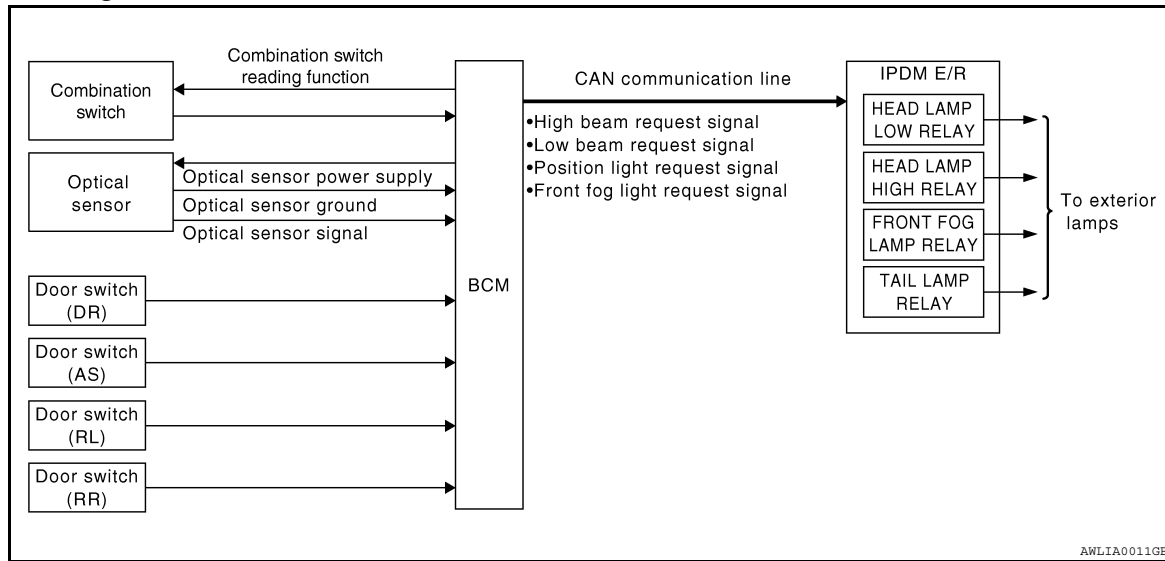 Combination switch
reading function
Combination
switch
Optical
sensor
Optical sensor power supply
Optical sensor ground
Optical sensor signal
Door switch
(DR)
Door switch
(AS)
Door switch
(RL)
Door switch
(RR)
BCM
CAN communication line
•High beam request signal
•Low beam request signal
•Position light request signal
•Front fog light request signal
IPDM E/R
HEAD LAMP
LOW RELAY
HEAD LAMP
HIGH RELAY
FRONT FOG
LAMP RELAY
TAIL LAMP
RELAY
To exterior
lamps